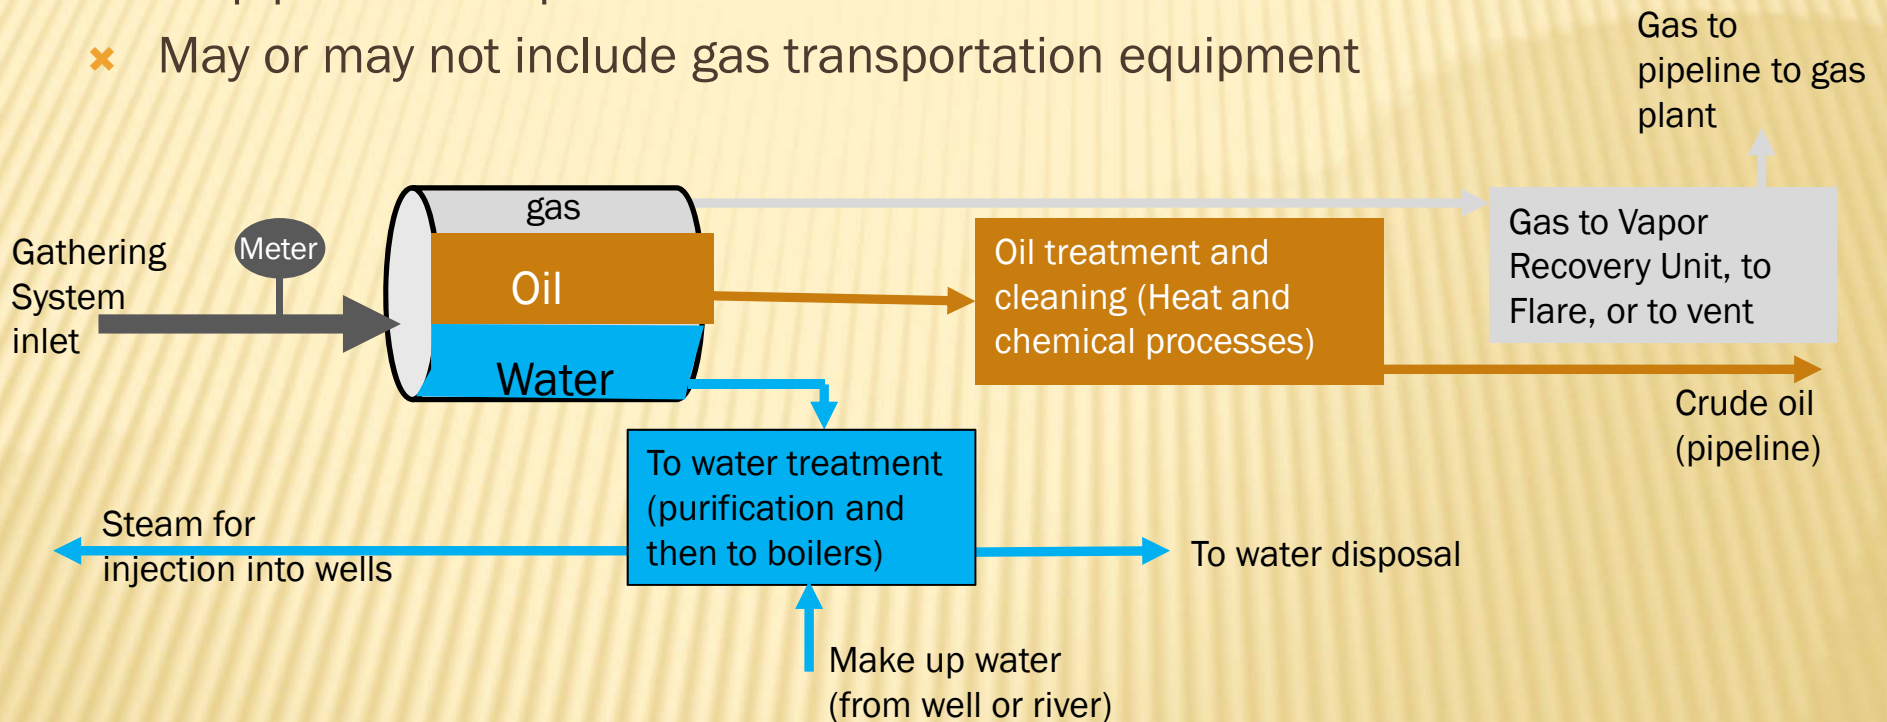 May or may not include gas transportation equipment
Gas to
pipeline to gas
plant
gas
Gathering
System
inlet
Meter
Oil
Water
Oil treatment and
cleaning (Heat and
chemical processes)
Gas to Vapor
Recovery Unit, to
Flare, or to vent
Crude oil
(pipeline)
To water treatment
(purification and
then to boilers)
Steam for
injection into wells
To water disposal
Make up water
(from well or river)